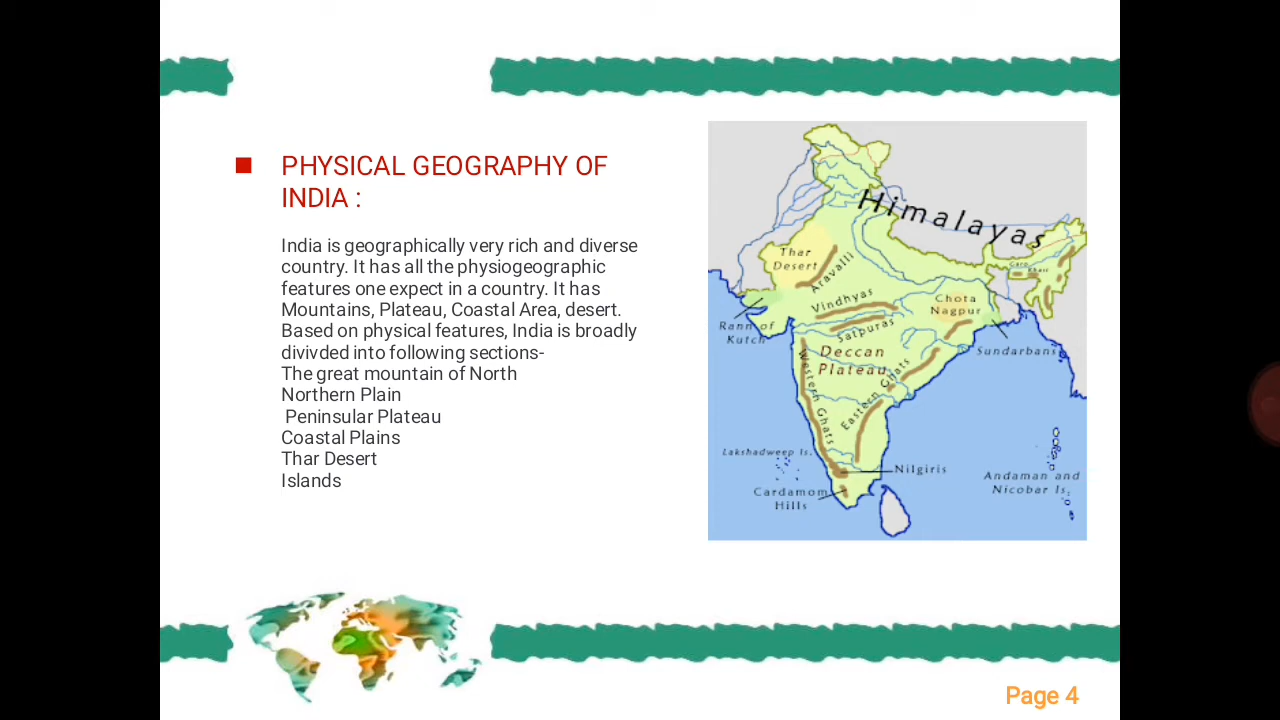 PHYSICAL GEOGRAPHY OF
INDIA :
India is geographically very rich and diverse
country. It has all the physiogeographic
features one expect in a country. It has
Mountains, Plateau, Coastal Area, desert.
Based on physical features, India is broadly
divivded into following sections-
The great mountain of North
Northern Plain
Peninsular Plateau
Coastal Plains
Thar Desert
Islands
Himalayas
Thar
Desert
Aravalli
Garo
Khasi
Vindhyas
Chota
Nagpur
Rann of
Kutch
Satpuras
Sundarbans
Deccan
Plateau
Western Ghats
Eastern Ghats
Lakshadweep Is.
Nilgiris
Andaman and
Nicobar Is.
Cardamom
Hills
Page 4